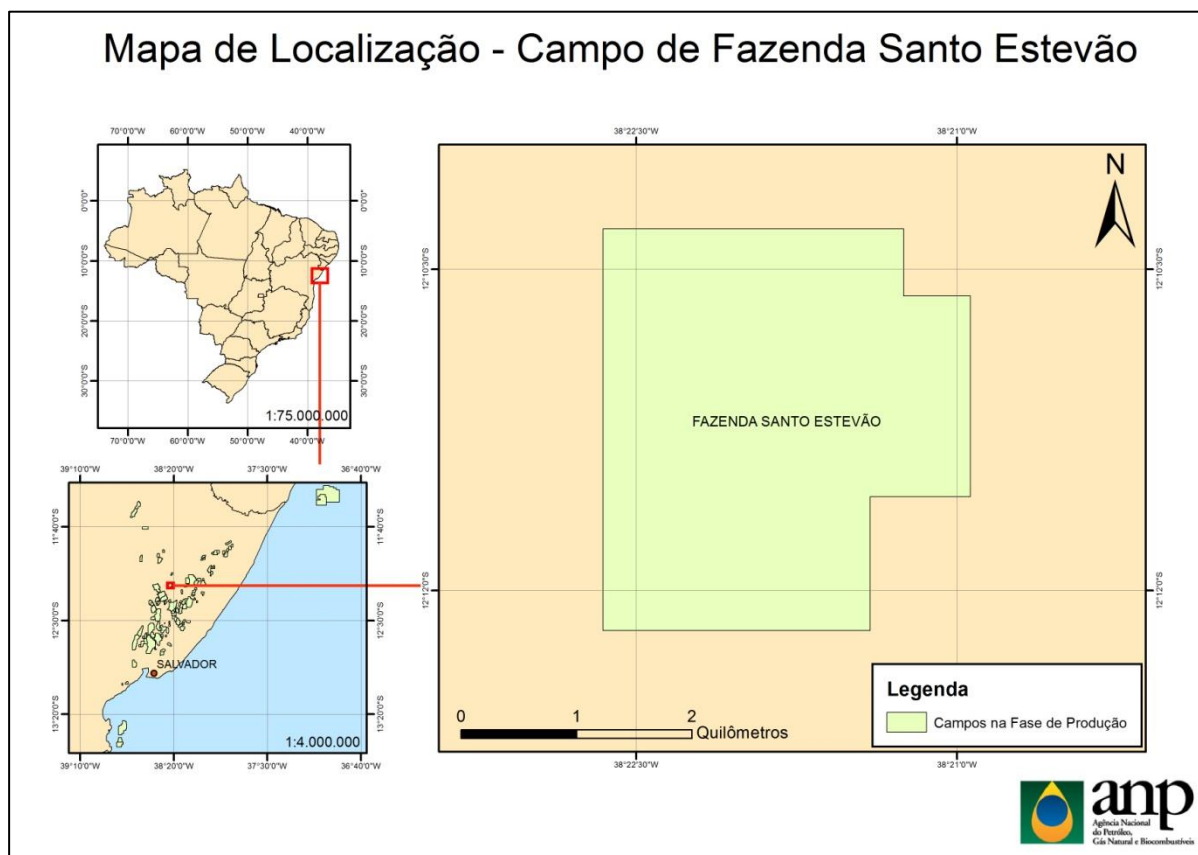 Mapa de Localização - Campo de Fazenda Santo Estevão
70°0'0"W 60°0'0"W 50°0'0"W 40°0'0"W
0°0'0" 0°0'0"
10°0'0"S 10°0'0"S
20°0'0"S 20°0'0"S
30°0'0"S 30°0'0"S
1:75.000.000
70°0'0"W 60°0'0"W 50°0'0"W 40°0'0"W
39°10'0"W 38°20'0"W 37°30'0"W 36°40'0"W
11°40'0"S 11°40'0"S
12°30'0"S 12°30'0"S
SALVADOR
13°20'0"S 13°20'0"S
1:4.000.000
39°10'0"W 38°20'0"W 37°30'0"W 36°40'0"W
38°22'30"W 38°21'0"W
N
12°10'30"S 12°10'30"S
FAZENDA SANTO ESTEVÃO
12°12'0"S 12°12'0"S
0 1 2
Quilômetros
Legenda
Campos na Fase de Produção
38°22'30"W 38°21'0"W
anp
Agência Nacional
do Petróleo,
Gás Natural e Biocombustíveis